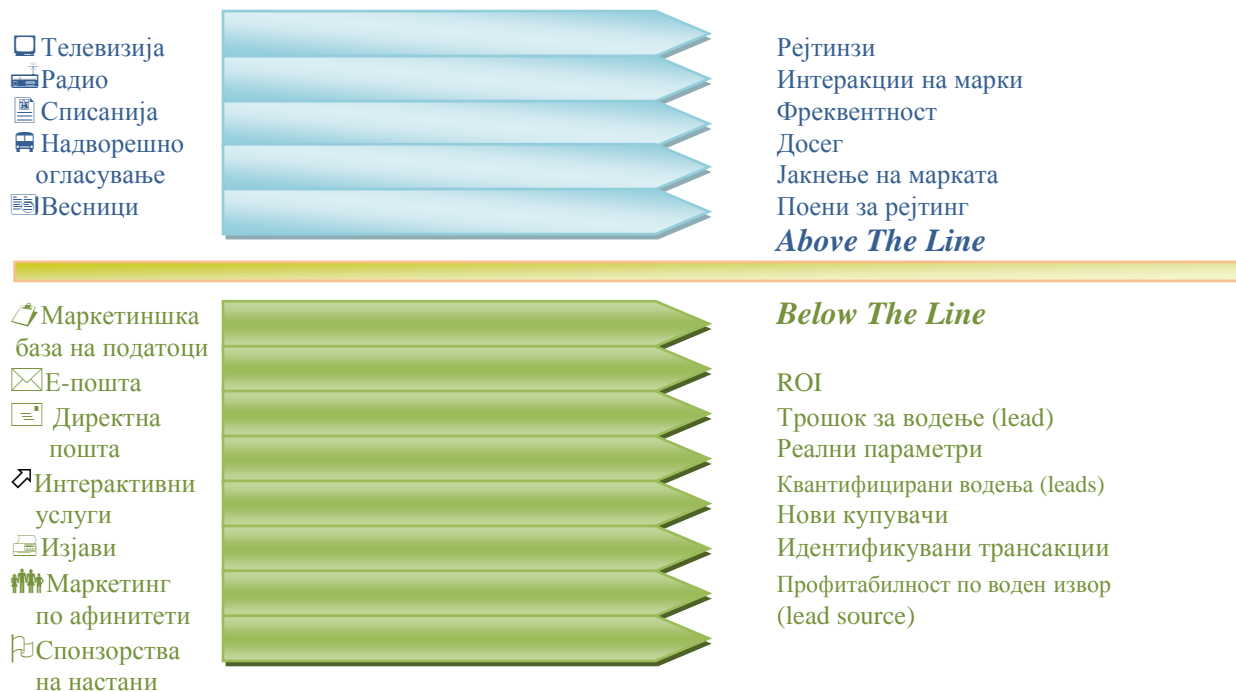 Телевизија
Радио
Списанија
Надворешно
огласување
Весници
Рејтинзи
Интеракции на марки
Фреквентност
Досег
Јакнење на марката
Поени за рејтинг
Above The Line
Маркетиншка
база на податоци
Е-пошта
Директна
пошта
Интерактивни
услуги
Изјави
Маркетинг
по афинитети
Спонзорства
на настани
Below The Line
ROI
Трошок за водење (lead)
Реални параметри
Квантифицирани водења (leads)
Нови купувачи
Идентификувани трансакции
Профитабилност по воден извор
(lead source)